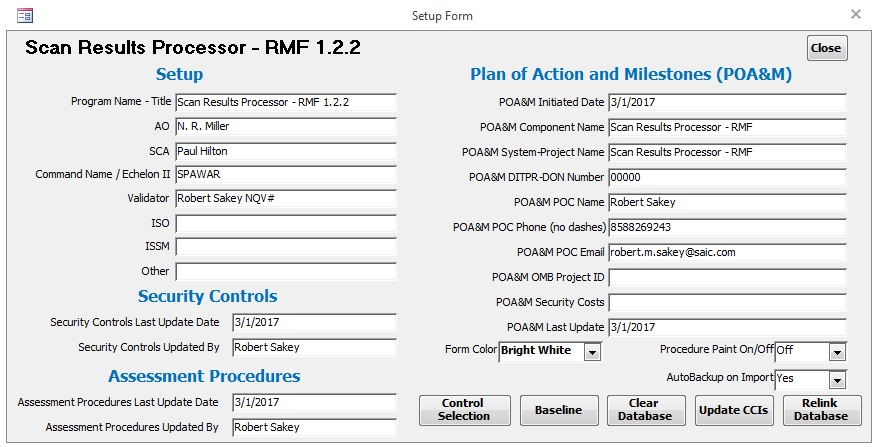 Setup Form
Scan Results Processor - RMF 1.2.2
Close
Setup
Program Name - Title Scan Results Processor - RMF 1.2.2
AO N. R. Miller
SCA Paul Hilton
Command Name / Echelon II SPAWAR
Validator Robert Sakey NQV#
ISO
ISSM
Other
Security Controls
Security Controls Last Update Date 3/1/2017
Security Controls Updated By Robert Sakey
Assessment Procedures
Assessment Procedures Last Update Date 3/1/2017
Assessment Procedures Updated By Robert Sakey
Plan of Action and Milestones (POA&M)
POA&M Initiated Date 3/1/2017
POA&M Component Name Scan Results Processor - RMF
POA&M System-Project Name Scan Results Processor - RMF
POA&M DITPR-DON Number 00000
POA&M POC Name Robert Sakey
POA&M POC Phone (no dashes) 8588269243
POA&M POC Email robert.m.sakey@saic.com
POA&M OMB Project ID
POA&M Security Costs
POA&M Last Update 3/1/2017
Form Color Bright White
Procedure Paint On/Off Off
AutoBackup on Import Yes
Control
Selection
Baseline
Clear
Database
Update CCIs
Relink
Database